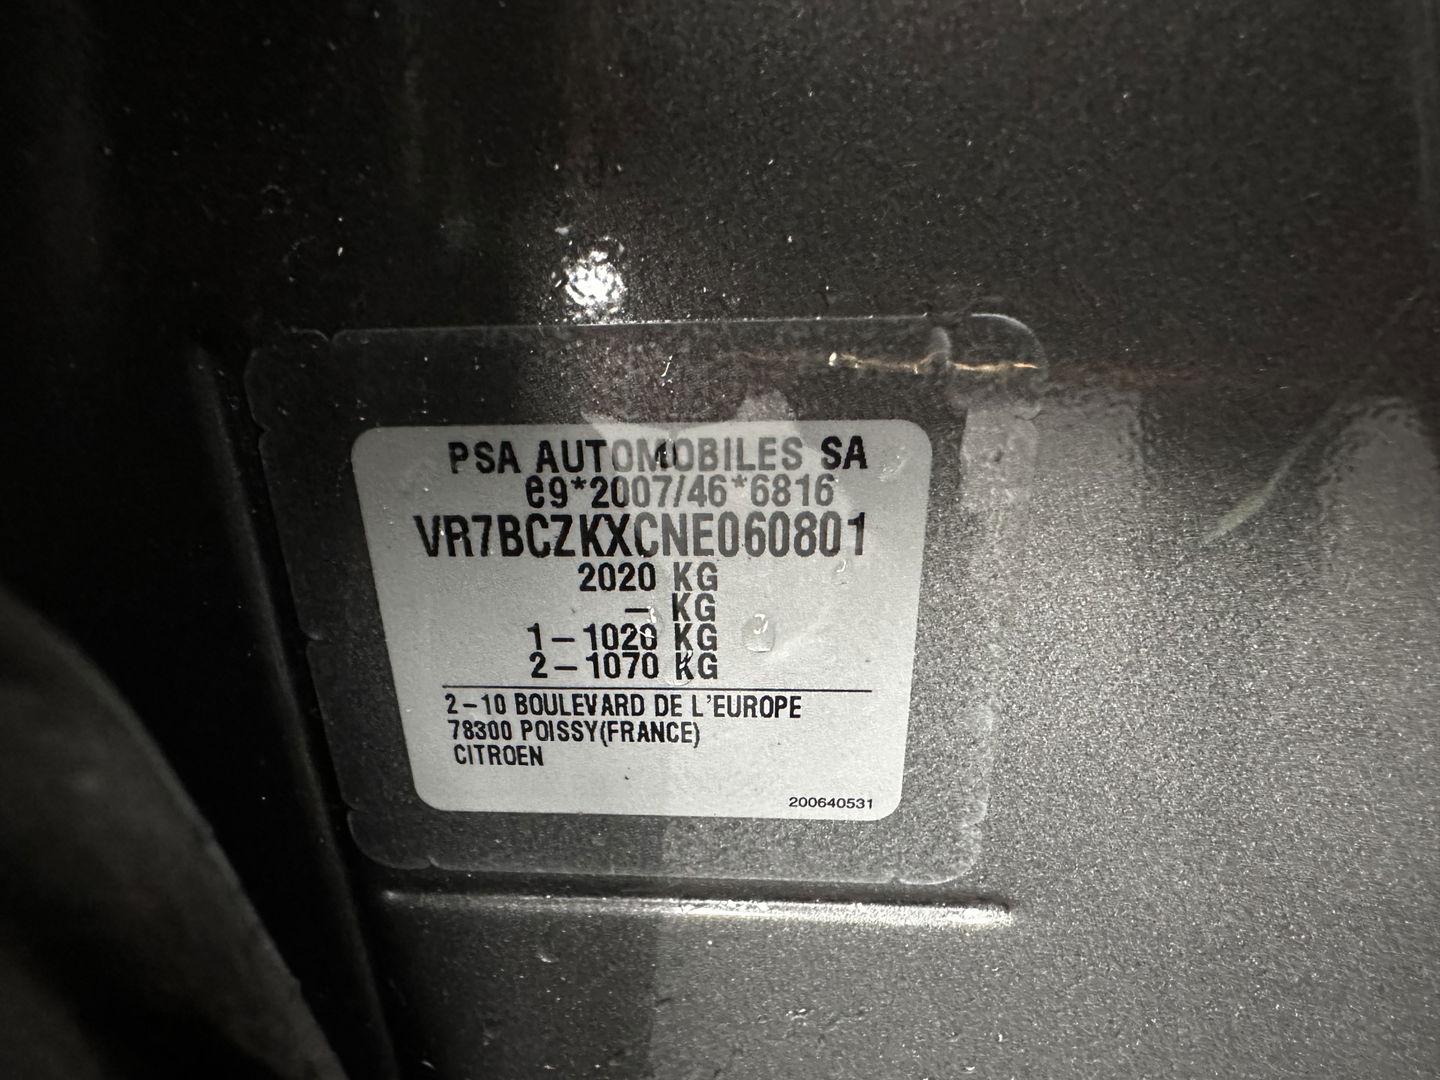 PSA AUTOMOBILES SA
e9*2007/46*6816
VR7BCZKXCNE060801
2020 KG
– KG
1–1020 KG
2–1070 KG
2–10 BOULEVARD DE L'EUROPE
78300 POISSY(FRANCE)
CITROEN
200640531